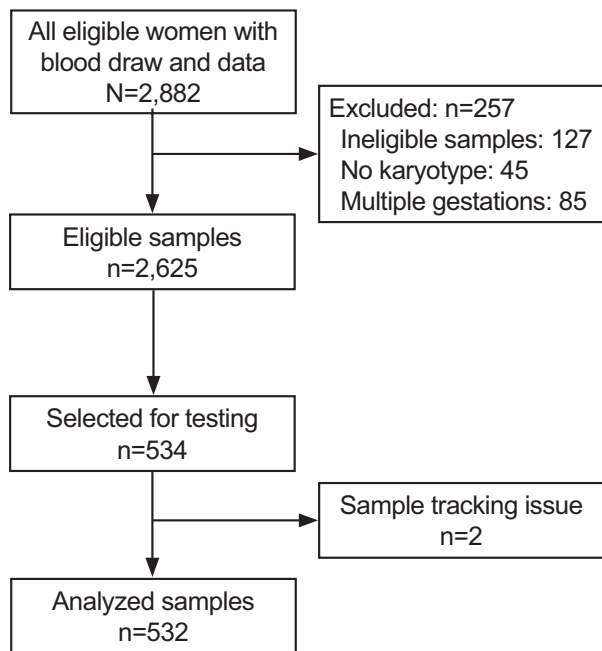 All eligible women with
blood draw and data
N=2,882
Excluded: n=257
Ineligible samples: 127
No karyotype: 45
Multiple gestations: 85
Eligible samples
n=2,625
Selected for testing
n=534
Sample tracking issue
n=2
Analyzed samples
n=532